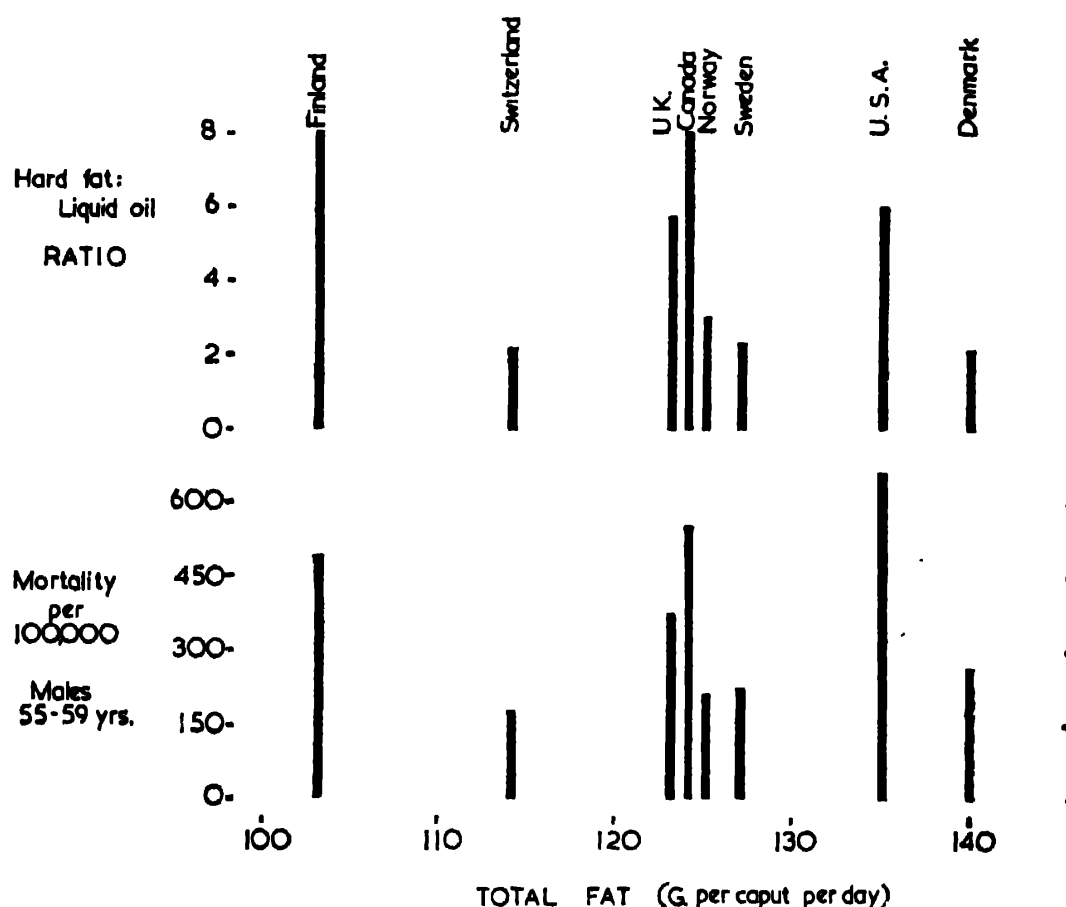 Finland
Switzerland
U.K.
Canada
Norway
Sweden
U.S.A.
Denmark
Hard fat:
Liquid oil
RATIO
8-
6-
4-
2-
0-
600-
450-
300-
150-
0-
Mortality
per
100,000
Males
55-59 yrs.
100
110
120
130
140
TOTAL FAT (G. per caput per day)